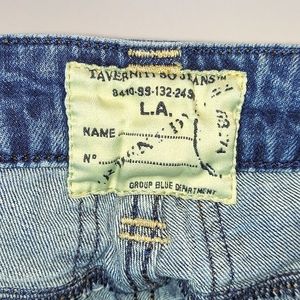 TAVERNITI SO JEANS™
8410-99-132-249
L.A.
NAME
Nº
GROUP BLUE DEPARTMENT